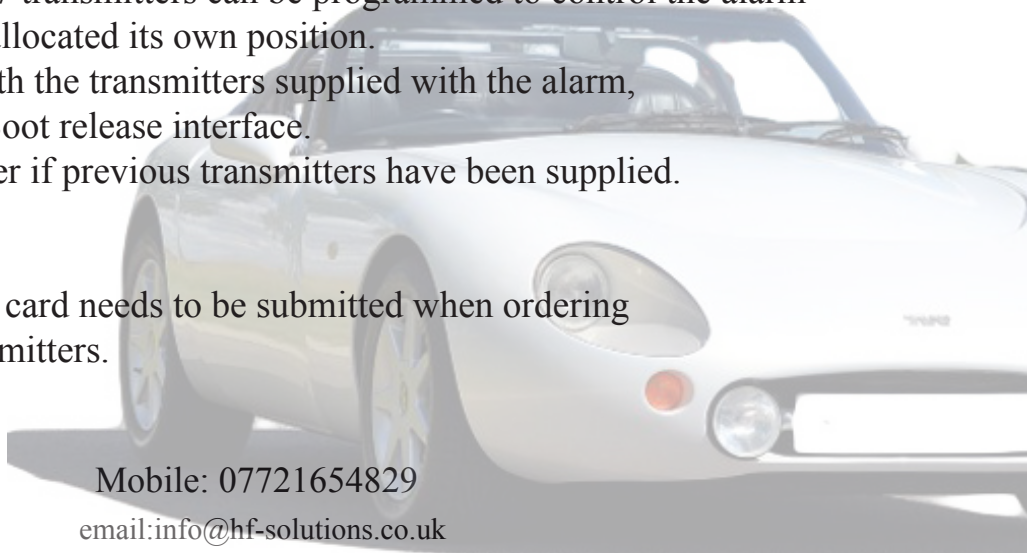 transmitters can be programmed to control the alarm
allocated its own position.
the transmitters supplied with the alarm,
oot release interface.
er if previous transmitters have been supplied.
card needs to be submitted when ordering
mitters.
Mobile: 07721654829
email:info@hf-solutions.co.uk